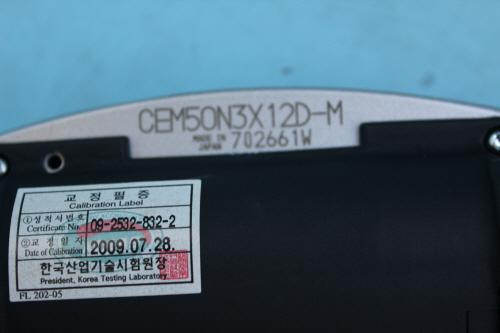 CEM50N3X12D-M
MADE IN
JAPAN 702661W
교정필증
Calibration Label
①성적서번호
Certificate No. 09-2532-832-2
②교정일자
Date of Calibration 2009.07.28.
한국산업기술시험원장
President, Korea Testing Laboratory
FL 202-05